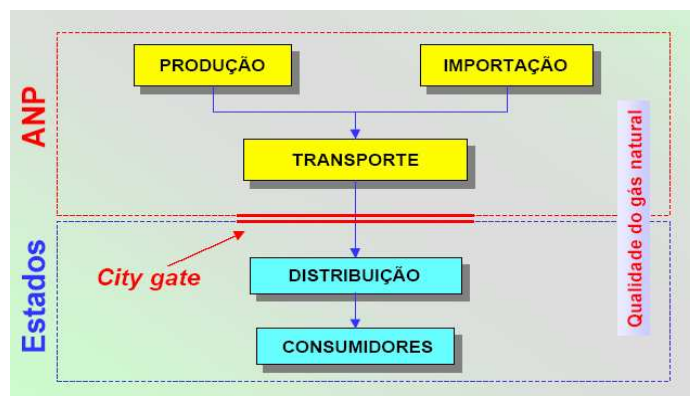 PRODUÇÃO
IMPORTAÇÃO
ANP
TRANSPORTE
Qualidade do gás natural
City gate
Estados
DISTRIBUIÇÃO
CONSUMIDORES